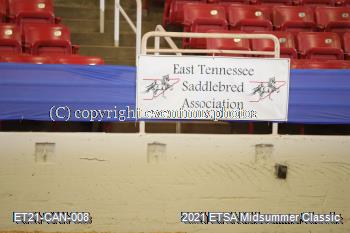 East Tennessee
Saddlebred
Association
(c) copyright
ET21-CAN-008
2021 ETSA Midsummer Classic